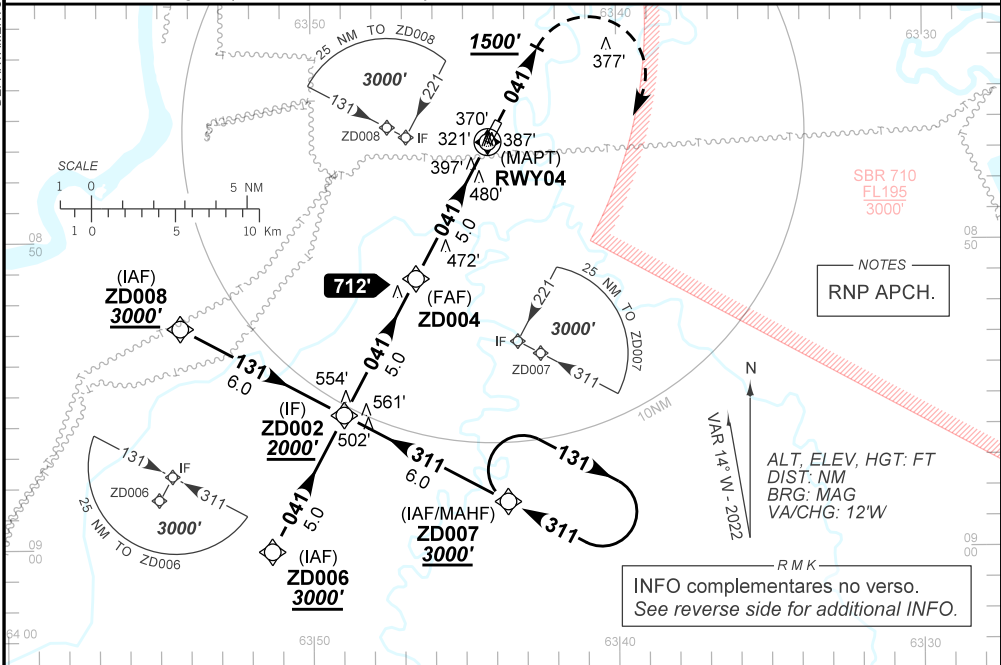 63 50
63 40
63 30
25 NM TO ZD008
3000'
131
221
ZD008
IF
1500'
041
377'
370'
321'
387'
(MAPT)
RWY04
397'
480'
041
5.0
472'
SCALE
1 0 5 NM
1 0 5 10 Km
SBR 710
FL195
3000'
08
50
NOTES
RNP APCH.
(IAF)
ZD008
3000'
712'
(FAF)
ZD004
25 NM TO ZD007
221
3000'
IF
ZD007
311
041
5.0
131
6.0
554'
561'
(IF)
ZD002
2000'
502'
10NM
N
VAR 14° W - 2022
ALT, ELEV, HGT: FT
DIST: NM
BRG: MAG
VA/CHG: 12'W
311
6.0
131
311
(IAF/MAHF)
ZD007
3000'
131
IF
ZD006
311
3000'
25 NM TO ZD006
041
5.0
(IAF)
ZD006
3000'
09
00
RMK
INFO complementares no verso.
See reverse side for additional INFO.
64 00
63 50
63 40
63 30